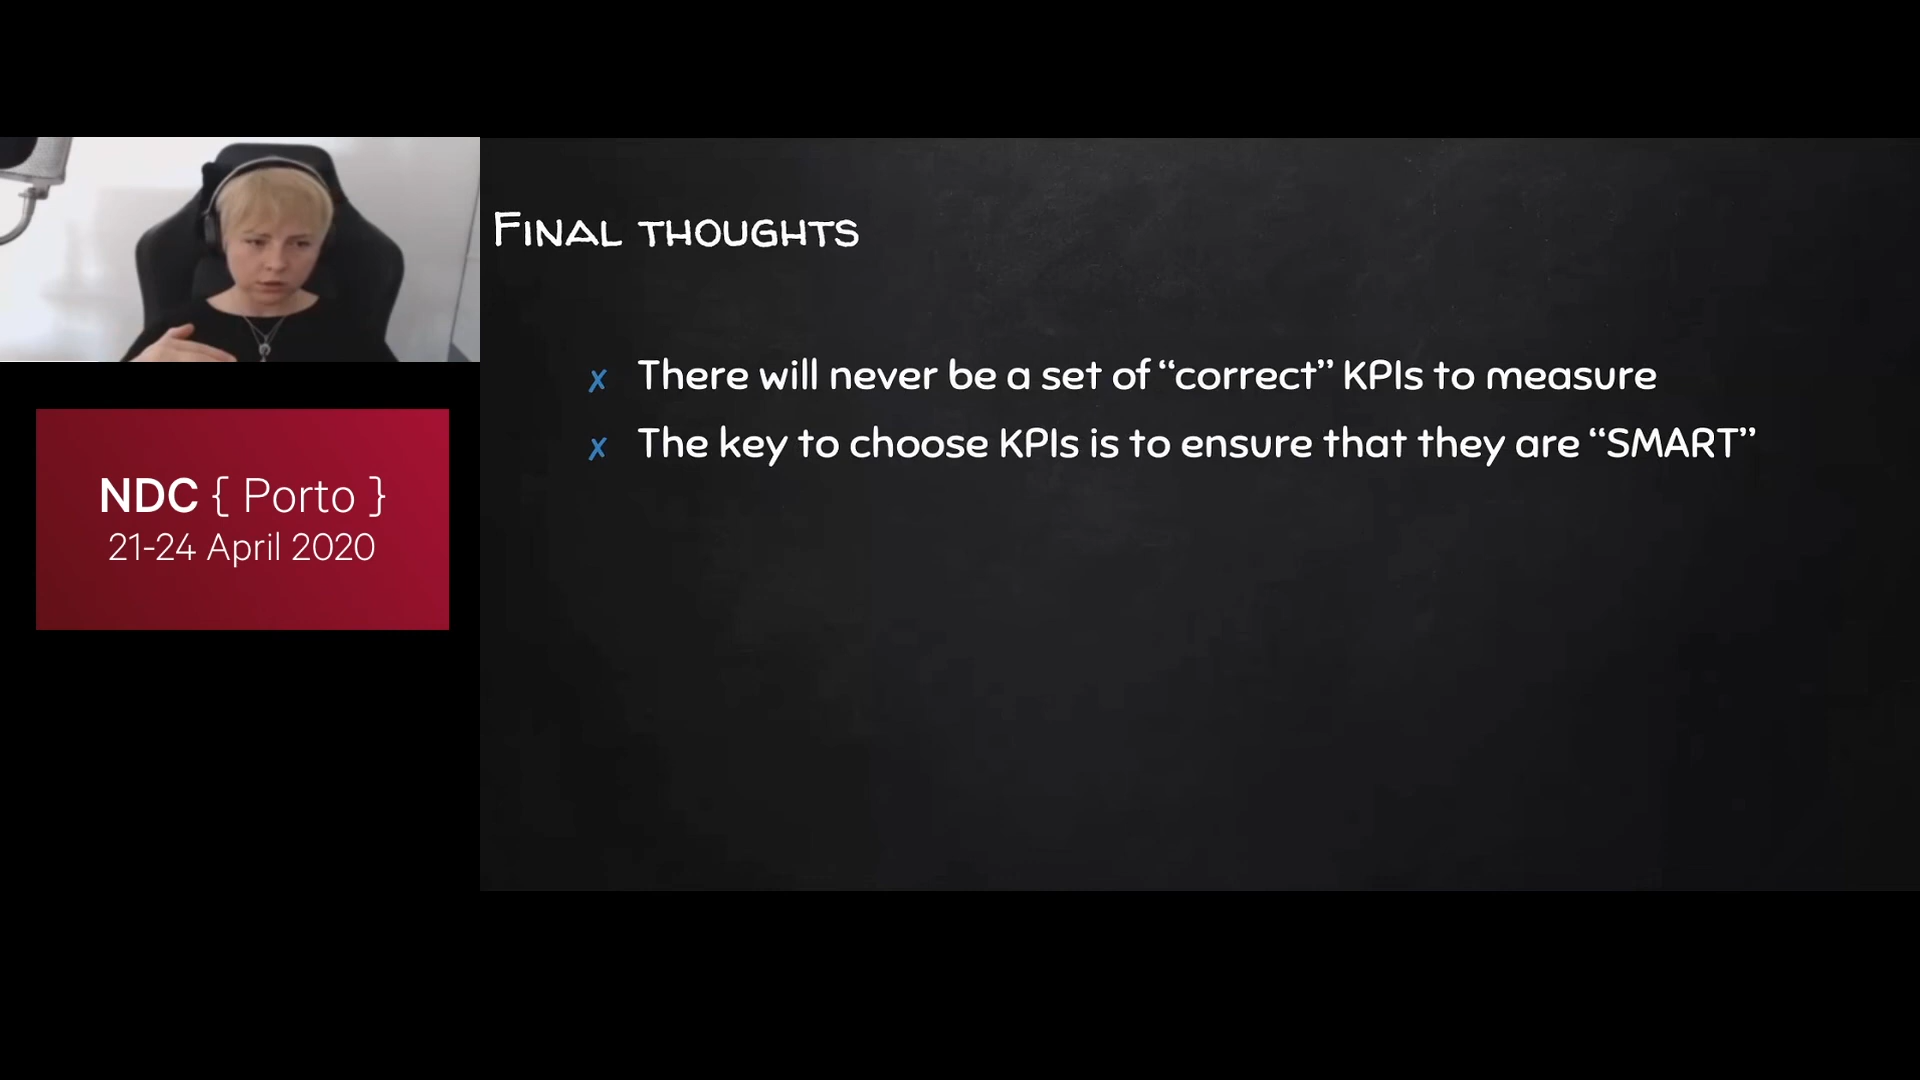 Final thoughts
x There will never be a set of “correct” KPIs to measure
x The key to choose KPIs is to ensure that they are “SMART”
NDC { Porto }
21-24 April 2020